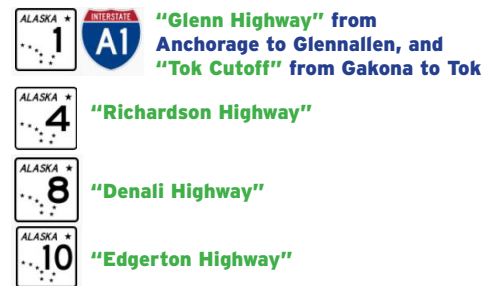 ALASKA
1
INTERSTATE
A1
“Glenn Highway” from
Anchorage to Glennallen, and
“Tok Cutoff” from Gakona to Tok
ALASKA
4
“Richardson Highway”
ALASKA
8
“Denali Highway”
ALASKA
10
“Edgerton Highway”